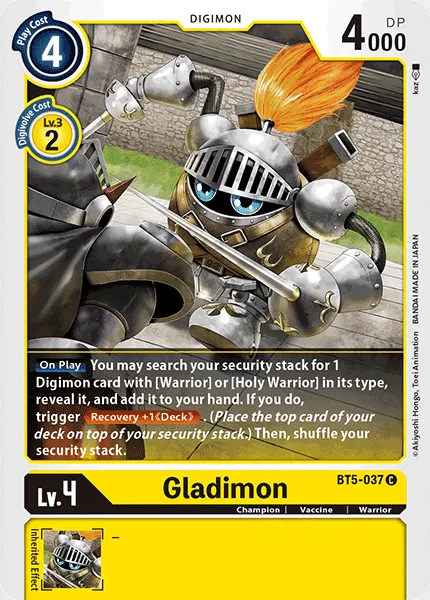 DIGIMON
Play Cost
4
4000
DP
kaz
Digivolve Cost
Lv.3
2
On Play You may search your security stack for 1
Digimon card with [Warrior] or [Holy Warrior] in its type,
reveal it, and add it to your hand. If you do,
trigger Recovery +1《Deck》. (Place the top card of your
deck on top of your security stack.) Then, shuffle your
security stack.
©Akiyoshi Hongo, Toei Animation BANDAI MADE IN JAPAN
Lv.4
Gladimon
BT5-037 C
Champion | Vaccine | Warrior
Inherited Effect
–